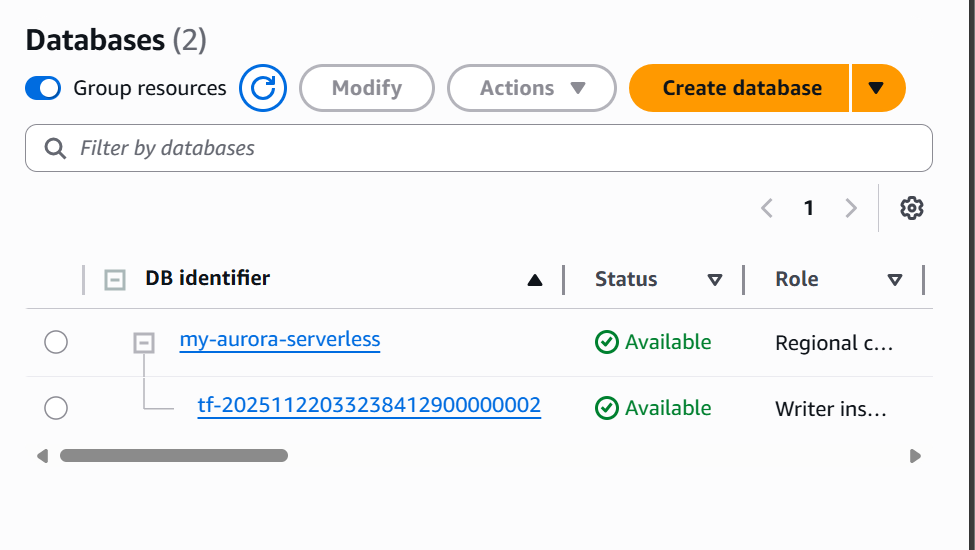 Databases (2)
Group resources Modify Actions Create database
Filter by databases
1
DB identifier Status Role
my-aurora-serverless Available Regional c...
tf-20251122033238412900000002 Available Writer ins...